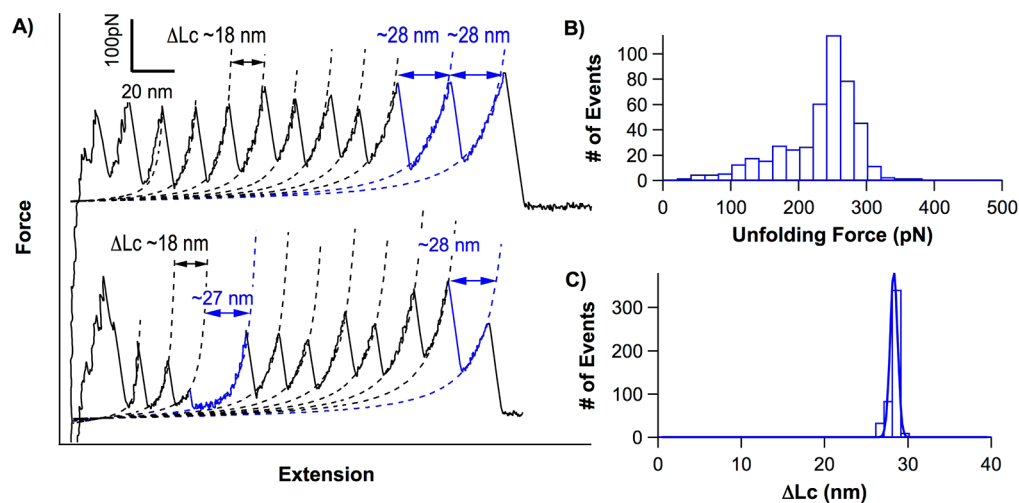 A)
100pN
20 nm
ΔLc ~18 nm
~28 nm ~28 nm
ΔLc ~18 nm
~27 nm
~28 nm
Force
Extension
B)
100
80
60
40
20
0
0 100 200 300 400 500
# of Events
Unfolding Force (pN)
C)
300
200
100
0
0 10 20 30 40
# of Events
ΔLc (nm)